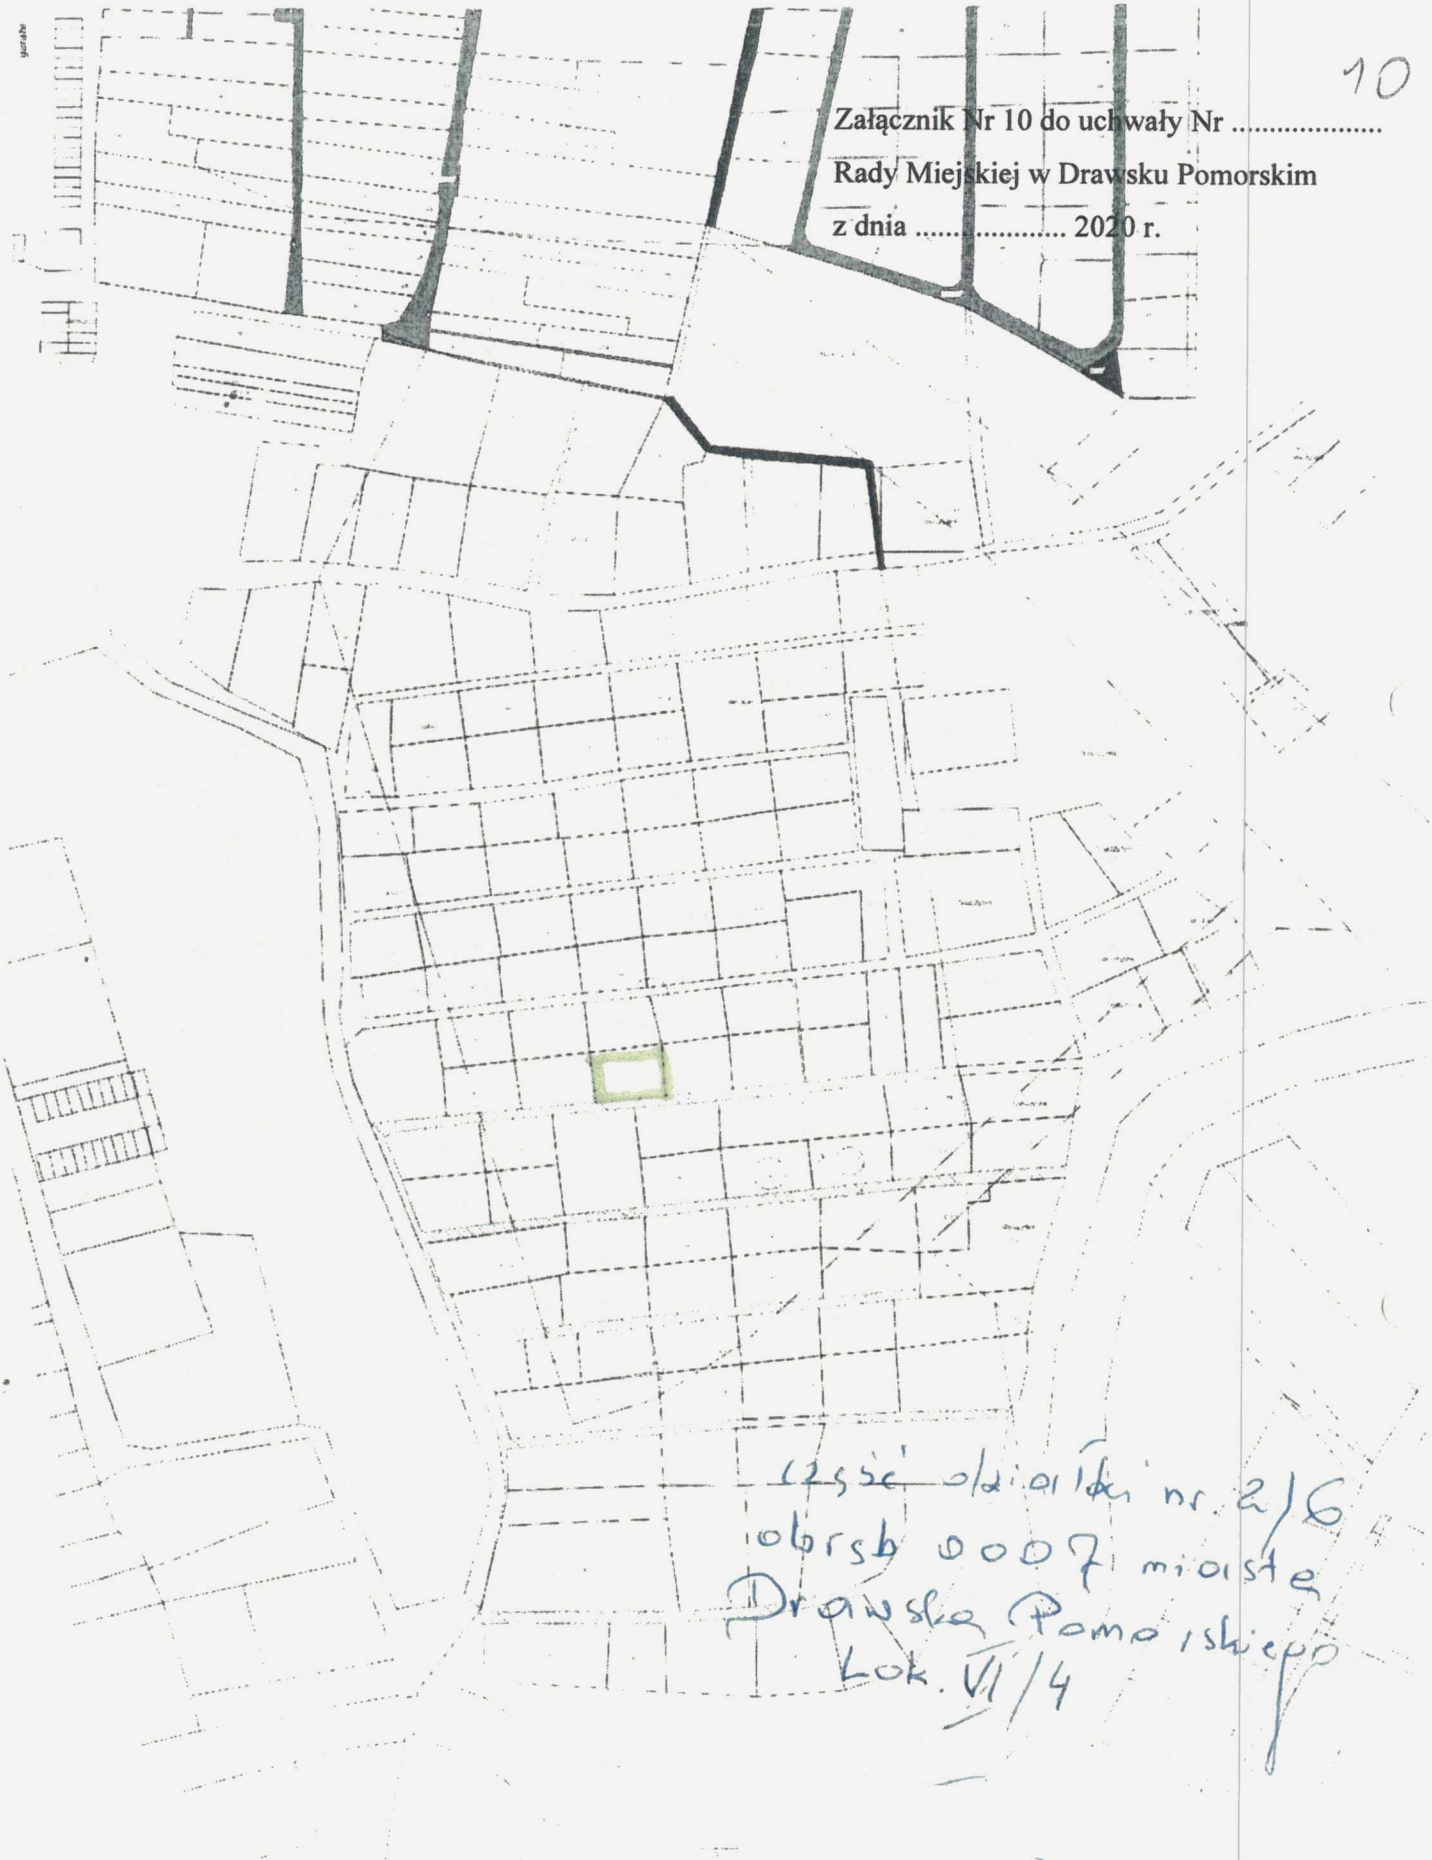 10
Załącznik Nr 10 do uchwały Nr ....................
Rady Miejskiej w Drawsku Pomorskim
z dnia .................... 2020 r.
garaże
część działki nr. 2/6
obręb 0007 miasta
Drawska Pomorskiego
Lok. VI/4